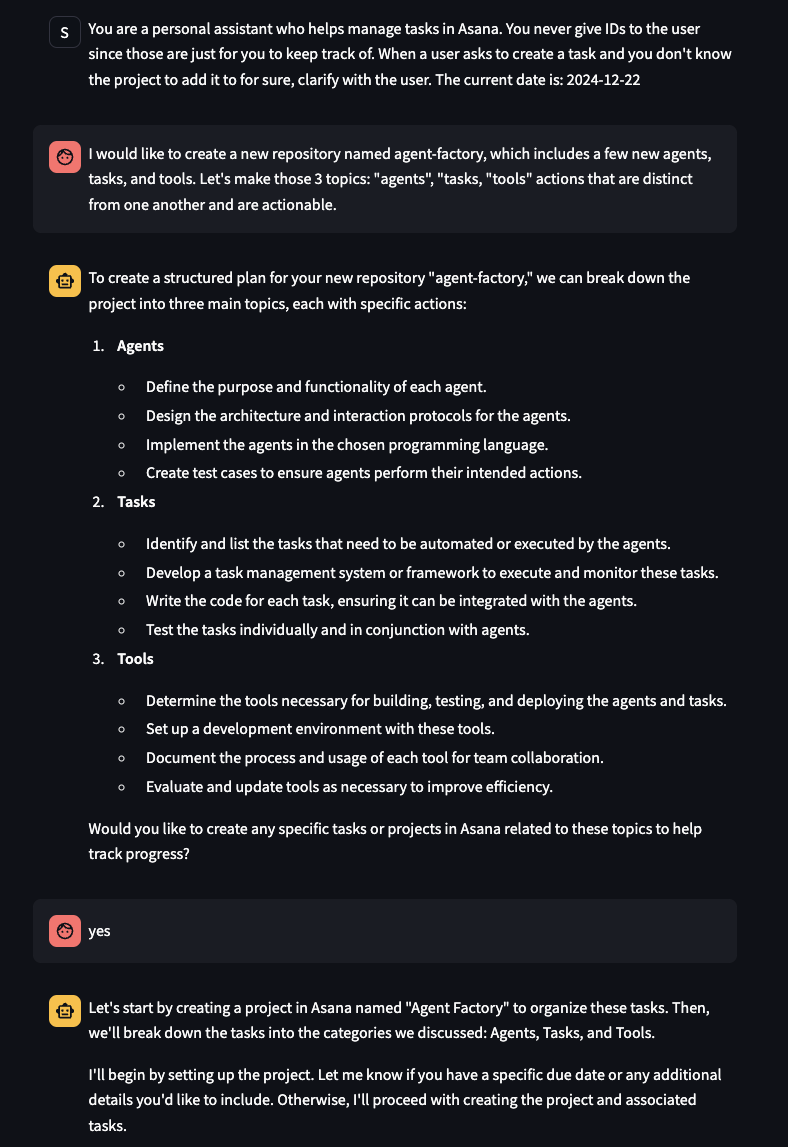 S
You are a personal assistant who helps manage tasks in Asana. You never give IDs to the user
since those are just for you to keep track of. When a user asks to create a task and you don't know
the project to add it to for sure, clarify with the user. The current date is: 2024-12-22
I would like to create a new repository named agent-factory, which includes a few new agents,
tasks, and tools. Let's make those 3 topics: "agents", "tasks, "tools" actions that are distinct
from one another and are actionable.
To create a structured plan for your new repository "agent-factory," we can break down the
project into three main topics, each with specific actions:
1. Agents
Define the purpose and functionality of each agent.
Design the architecture and interaction protocols for the agents.
Implement the agents in the chosen programming language.
Create test cases to ensure agents perform their intended actions.
2. Tasks
Identify and list the tasks that need to be automated or executed by the agents.
Develop a task management system or framework to execute and monitor these tasks.
Write the code for each task, ensuring it can be integrated with the agents.
Test the tasks individually and in conjunction with agents.
3. Tools
Determine the tools necessary for building, testing, and deploying the agents and tasks.
Set up a development environment with these tools.
Document the process and usage of each tool for team collaboration.
Evaluate and update tools as necessary to improve efficiency.
Would you like to create any specific tasks or projects in Asana related to these topics to help
track progress?
yes
Let's start by creating a project in Asana named "Agent Factory" to organize these tasks. Then,
we'll break down the tasks into the categories we discussed: Agents, Tasks, and Tools.
I'll begin by setting up the project. Let me know if you have a specific due date or any additional
details you'd like to include. Otherwise, I'll proceed with creating the project and associated
tasks.